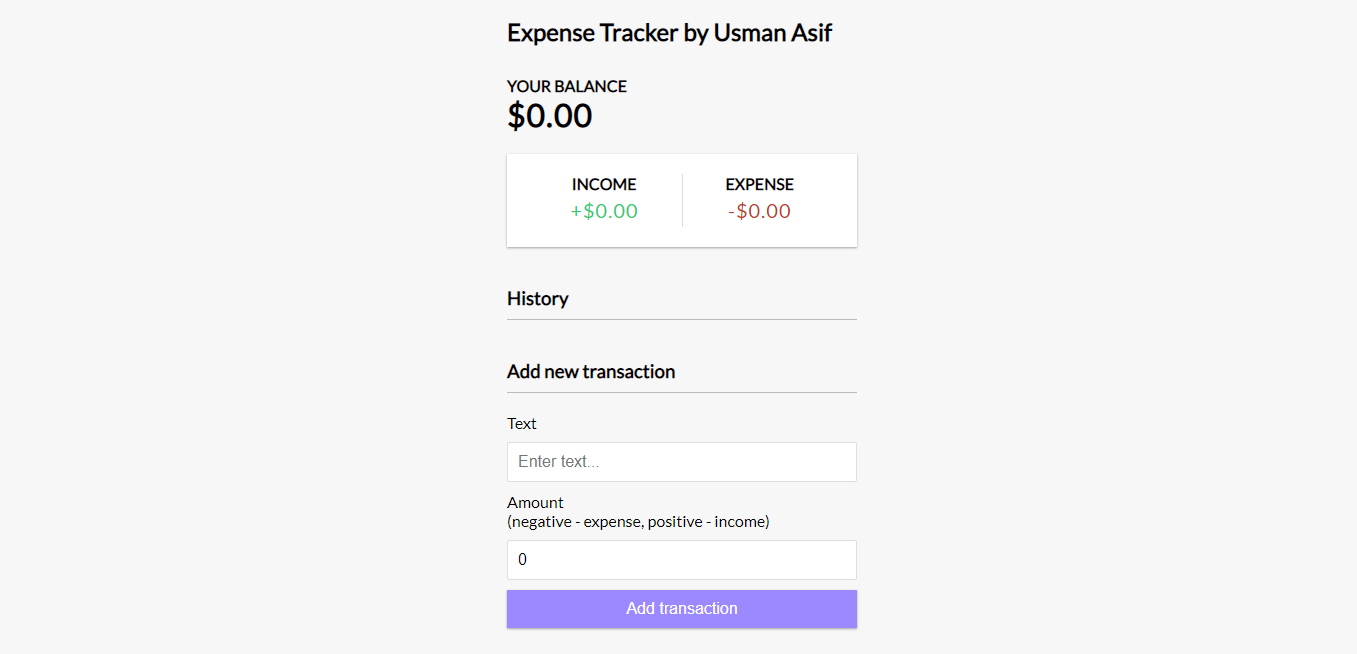 Expense Tracker by Usman Asif
YOUR BALANCE
$0.00
INCOME
+$0.00
EXPENSE
-$0.00
History
Add new transaction
Text
Enter text...
Amount
(negative - expense, positive - income)
0
Add transaction